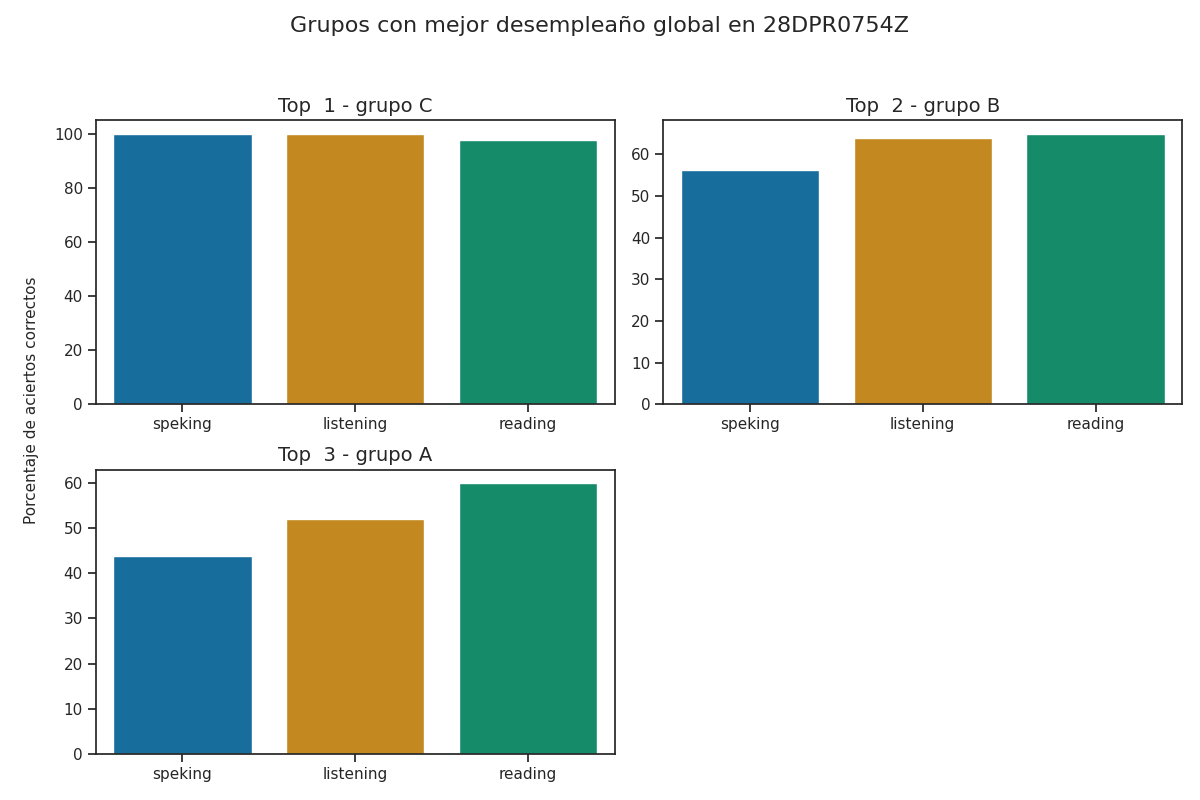 Grupos con mejor desempleaño global en 28DPR0754Z
Porcentaje de aciertos correctos
Top  1 - grupo C
100
80
60
40
20
0
speking listening reading
Top  2 - grupo B
60
50
40
30
20
10
0
speking listening reading
Top  3 - grupo A
60
50
40
30
20
10
0
speking listening reading